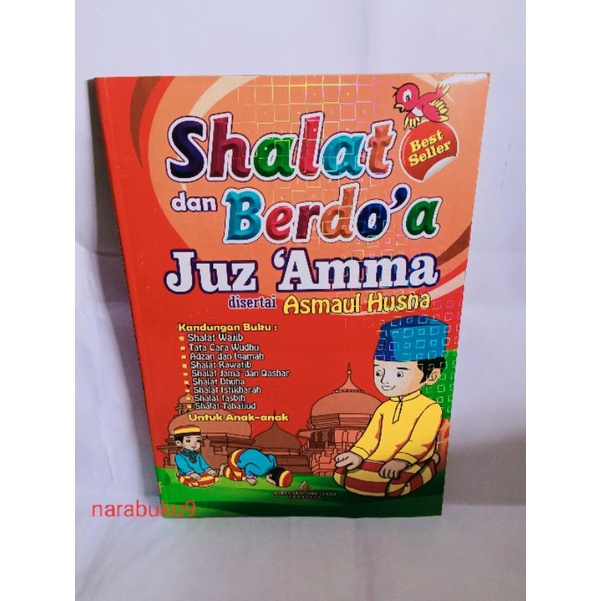 Shalat
dan Berdo'a
Best
Seller
Juz 'Amma
disertai Asmaul Husna
Kandungan Buku :
Shalat Wajib
Tata Cara Wudhu
Adzan dan Iqamah
Shalat Rawatib
Shalat Jama' dan Qashar
Shalat Dhuha
Shalat Istikharah
Shalat Tasbih
Shalat Tahajjud
Untuk Anak-anak
narabuku9